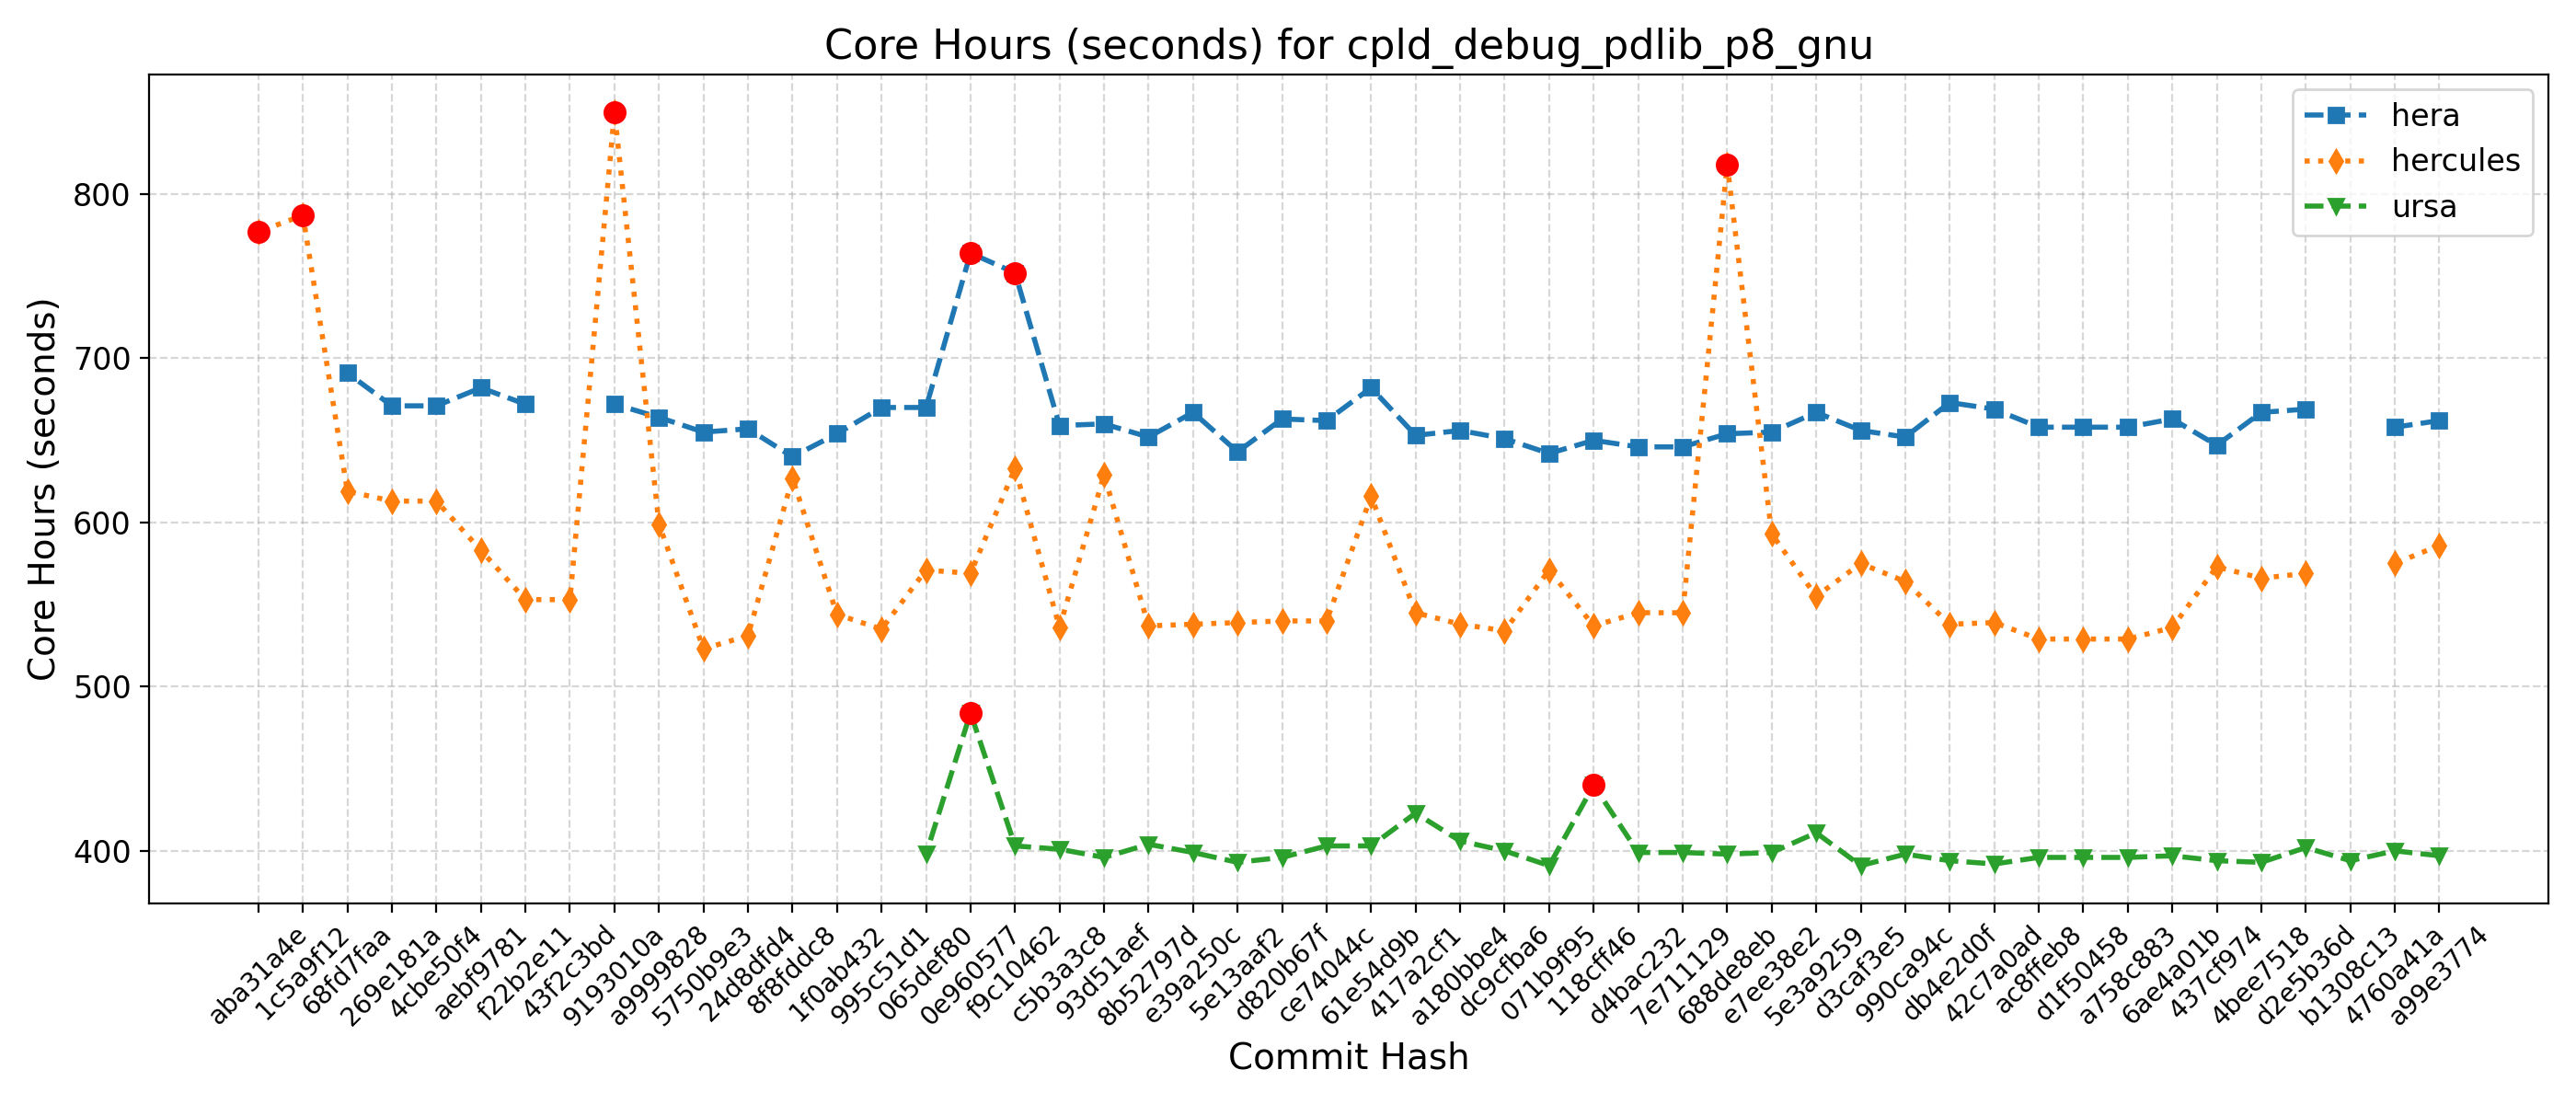 Core Hours (seconds) for cpld_debug_pdlib_p8_gnu
hera
hercules
ursa
Core Hours (seconds)
800
700
600
500
400
aba31a4e
1c5a9f12
68fd7faa
269e181a
4cbe50f4
aebf9781
f22b2e11
43f2c3bd
9193010a
a9999828
5750b9e3
24d8dfd4
8f8fddc8
1f0ab432
995c51d1
065def80
0e960577
f9c10462
c5b3a3c8
93d51aef
8b52797d
e39a250c
5e13aaf2
d820b67f
ce74044c
61e54d9b
417a2cf1
a180bbe4
dc9cfba6
071b9f95
118cff46
d4bac232
7e711129
688de8eb
e7ee38e2
5e3a9259
d3caf3e5
990ca94c
db4e2d0f
42c7a0ad
ac8ffeb8
d1f50458
a758c883
6ae4a01b
437cf974
4bee7518
d2e5b36d
b1308c13
4760a41a
a99e3774
Commit Hash